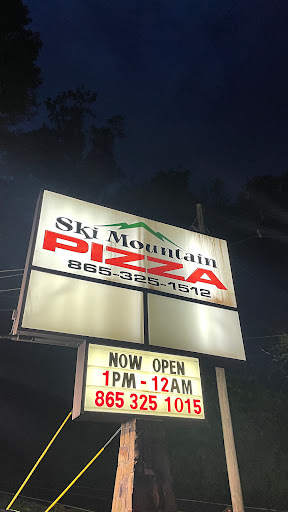 Ski Mountain
PIZZA
865-325-1512
NOW OPEN
1PM - 12AM
865 325 1015